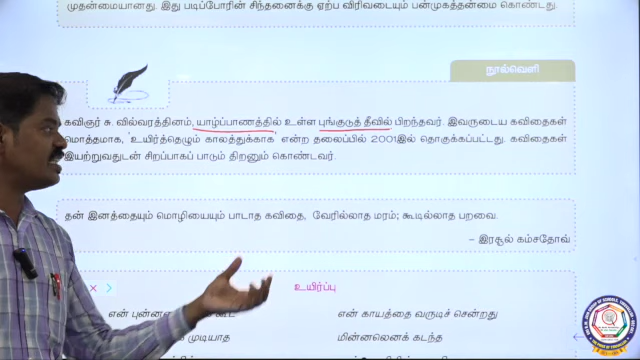 முதன்மையானது. இது படிப்போரின் சிந்தனைக்கு ஏற்ப விரிவடையும் பன்முகத்தன்மை கொண்டது.
நூல்வெளி
கவிஞர் சு. வில்வரத்தினம், யாழ்ப்பாணத்தில் உள்ள புங்குடுத் தீவில் பிறந்தவர். இவருடைய கவிதைகள்
மொத்தமாக, 'உயிர்த்தெழும் காலத்துக்காக' என்ற தலைப்பில் 2001இல் தொகுக்கப்பட்டது. கவிதைகள்
இயற்றுவதுடன் சிறப்பாகப் பாடும் திறனும் கொண்டவர்.
தன் இனத்தையும் மொழியையும் பாடாத கவிதை, வேரில்லாத மரம்; கூடில்லாத பறவை.
– இரசூல் கம்சதோவ்
உயிர்ப்பு
என் காயத்தை வருடிச் சென்றது
முடியாத
மின்னலெனக் கடந்த